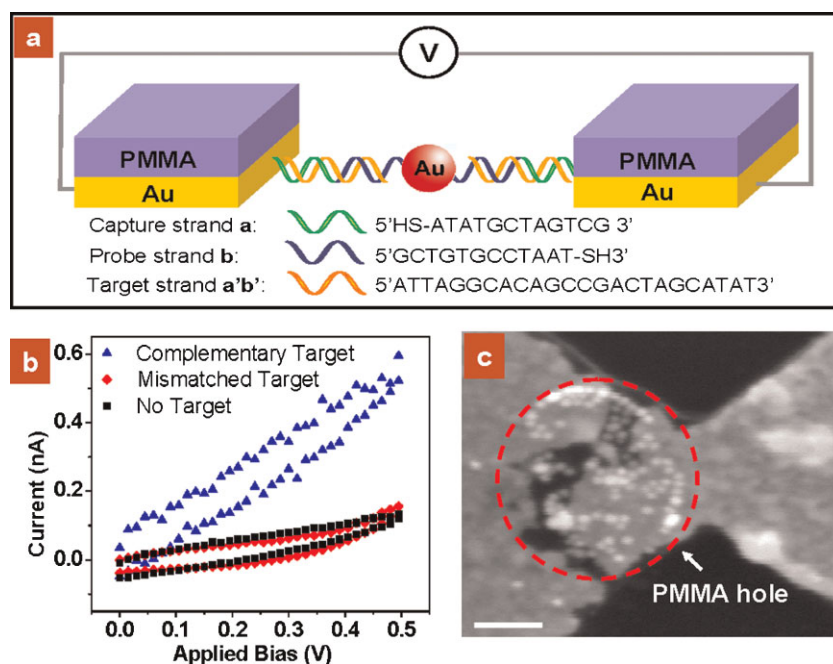 a
V
PMMA
Au
Au
PMMA
Au
Capture strand a: 5'HS-ATATGCTAGTCG 3'
Probe strand b: 5'GCTGTGCCTAAT-SH3'
Target strand a'b': 5'ATTAGGCACAGCCGACTAGCATAT3'
b
Complementary Target
Mismatched Target
No Target
0.6
0.4
0.2
0.0
Current (nA)
0.0 0.1 0.2 0.3 0.4 0.5
Applied Bias (V)
c
PMMA hole